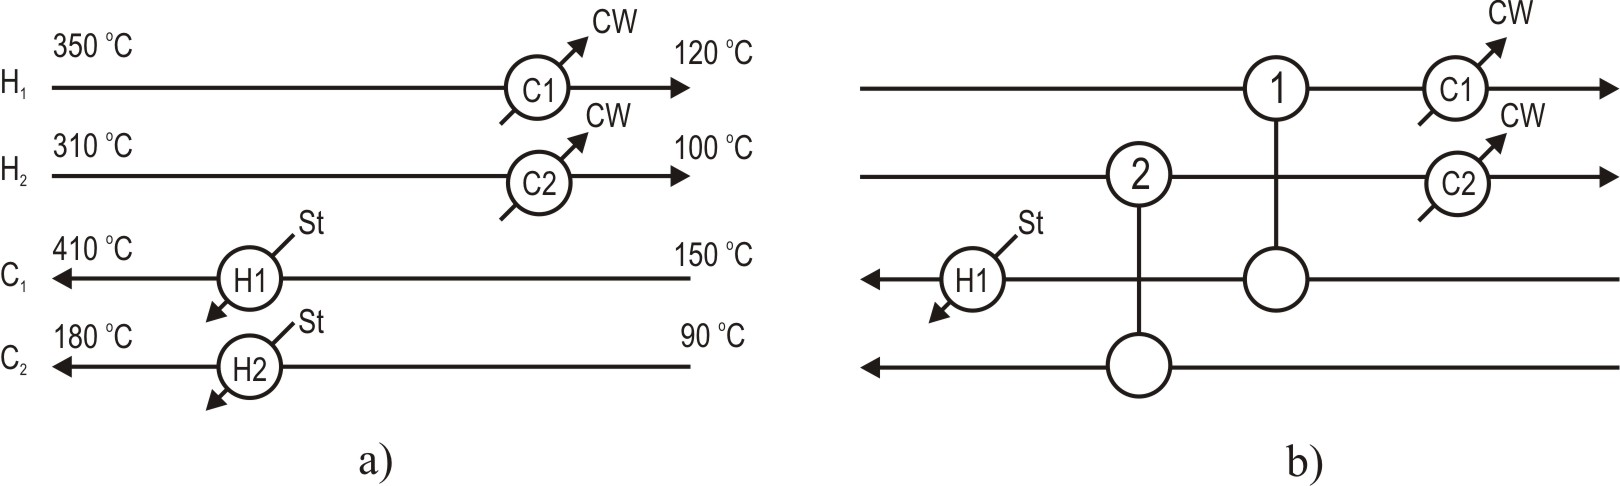 CW CW
350 °C 120 °C
H₁ C1 1 C1
CW CW
310 °C 100 °C
H₂ C2 2 C2
St St
410 °C 150 °C
C₁ H1 H1
St
180 °C 90 °C
C₂ H2
a) b)